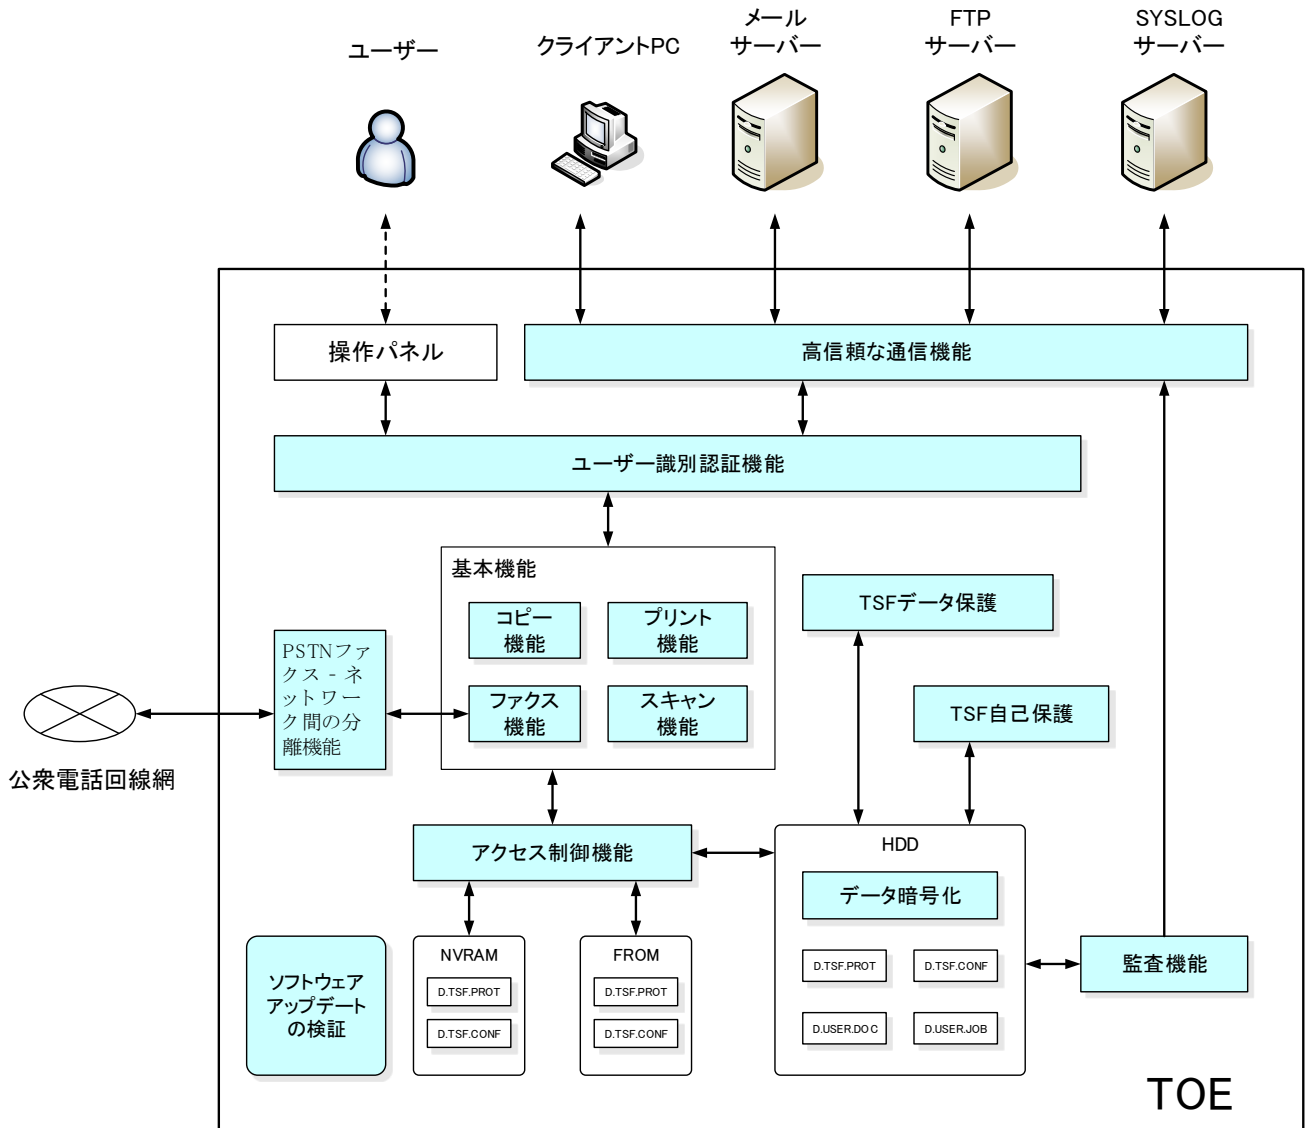 ユーザー
クライアントPC
メール
サーバー
FTP
サーバー
SYSLOG
サーバー
操作パネル
高信頼な通信機能
ユーザー識別認証機能
基本機能
コピー
機能
プリント
機能
ファクス
機能
スキャン
機能
PSTNファ
クス - ネ
ットワー
ク間の分
離機能
公衆電話回線網
TSFデータ保護
TSF自己保護
アクセス制御機能
HDD
データ暗号化
D.TSF.PROT
D.TSF.CONF
D.USER.DOC
D.USER.JOB
監査機能
ソフトウェア
アップデート
の検証
NVRAM
D.TSF.PROT
D.TSF.CONF
FROM
D.TSF.PROT
D.TSF.CONF
TOE